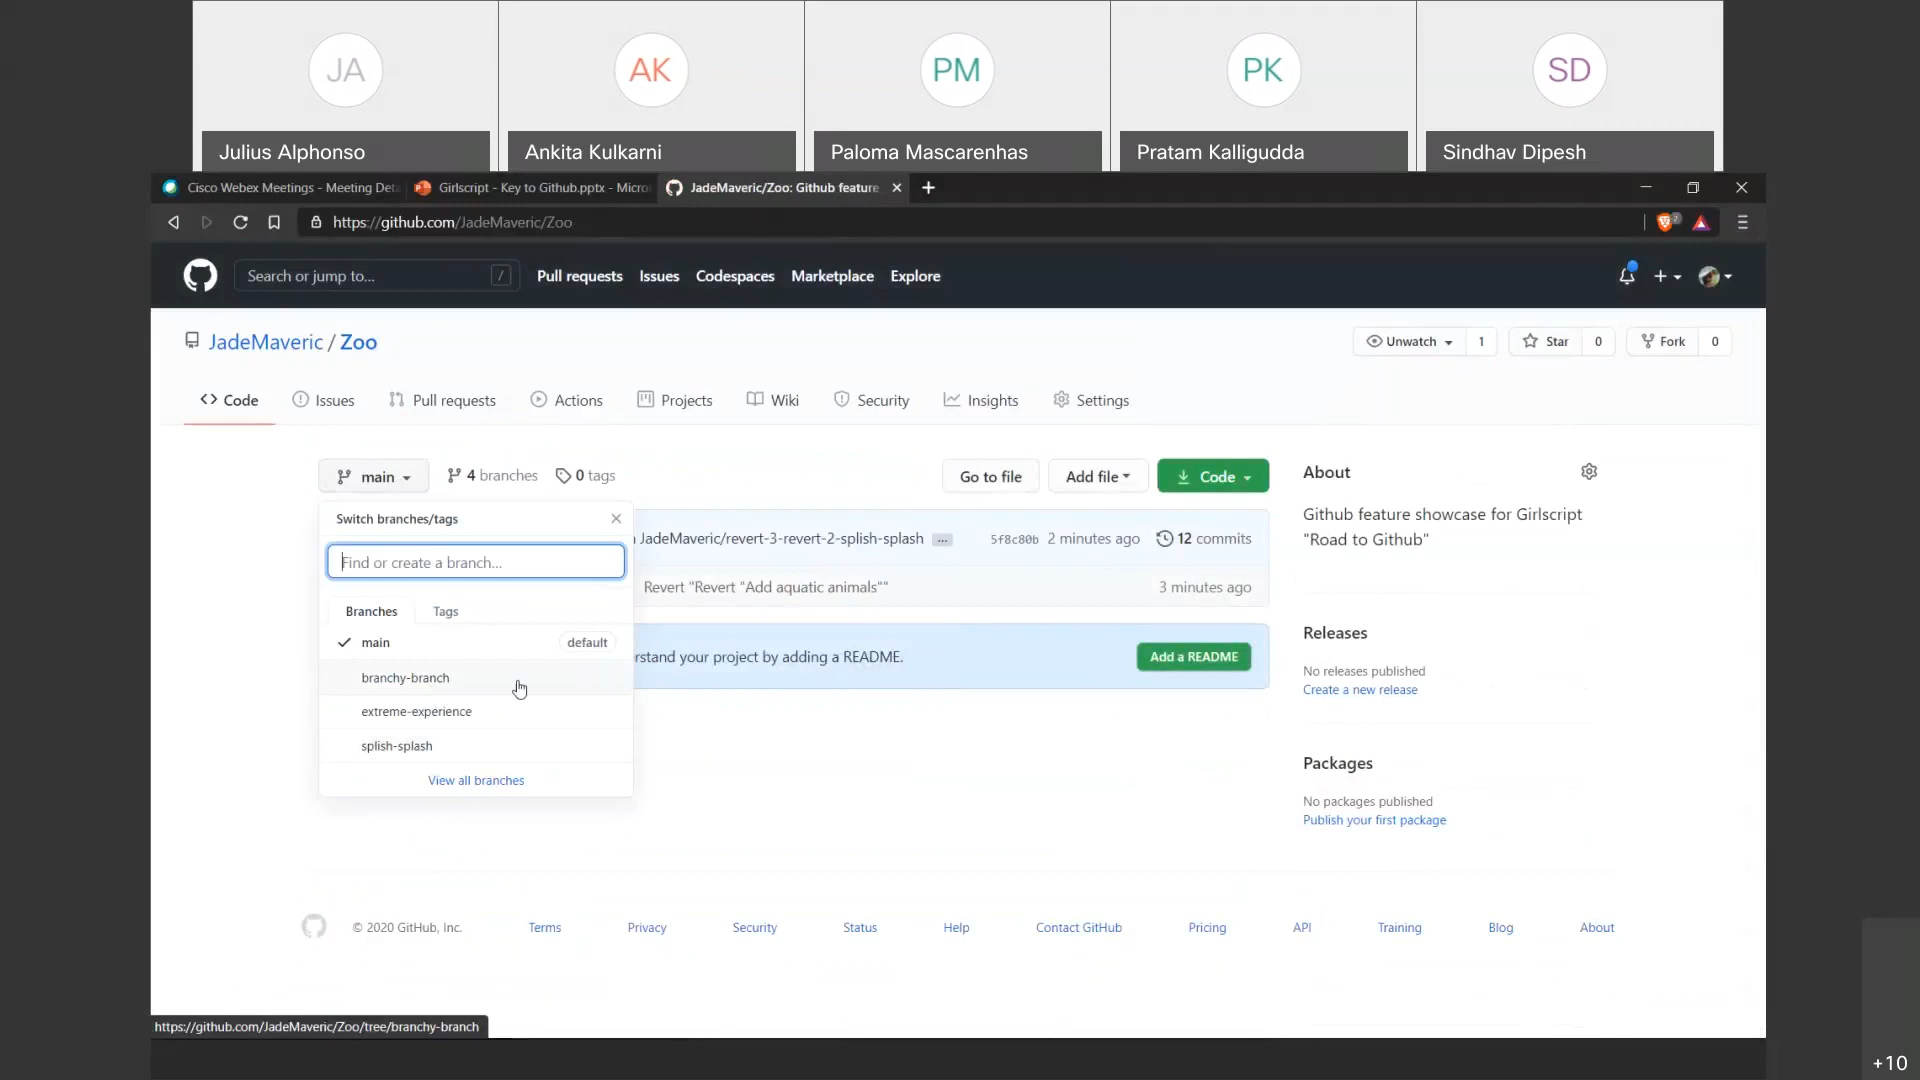 JA
AK
PM
PK
SD
Julius Alphonso
Ankita Kulkarni
Paloma Mascarenhas
Pratam Kalligudda
Sindhav Dipesh
Cisco Webex Meetings - Meeting Deta
Girlscript - Key to Github.pptx - Micro
JadeMaveric/Zoo: Github feature
https://github.com/JadeMaveric/Zoo
2
Search or jump to...
/
Pull requests
Issues
Codespaces
Marketplace
Explore
JadeMaveric / Zoo
Unwatch
1
Star
0
Fork
0
Code
Issues
Pull requests
Actions
Projects
Wiki
Security
Insights
Settings
main
4 branches
0 tags
Go to file
Add file
Code
About
Github feature showcase for Girlscript
"Road to Github"
Switch branches/tags
Find or create a branch...
Branches
Tags
main
default
branchy-branch
extreme-experience
splish-splash
View all branches
JadeMaveric/revert-3-revert-2-splish-splash
...
5f8c80b
2 minutes ago
12 commits
Revert "Revert "Add aquatic animals""
3 minutes ago
rstand your project by adding a README.
Add a README
Releases
No releases published
Create a new release
Packages
No packages published
Publish your first package
© 2020 GitHub, Inc.
Terms
Privacy
Security
Status
Help
Contact GitHub
Pricing
API
Training
Blog
About
https://github.com/JadeMaveric/Zoo/tree/branchy-branch
+10